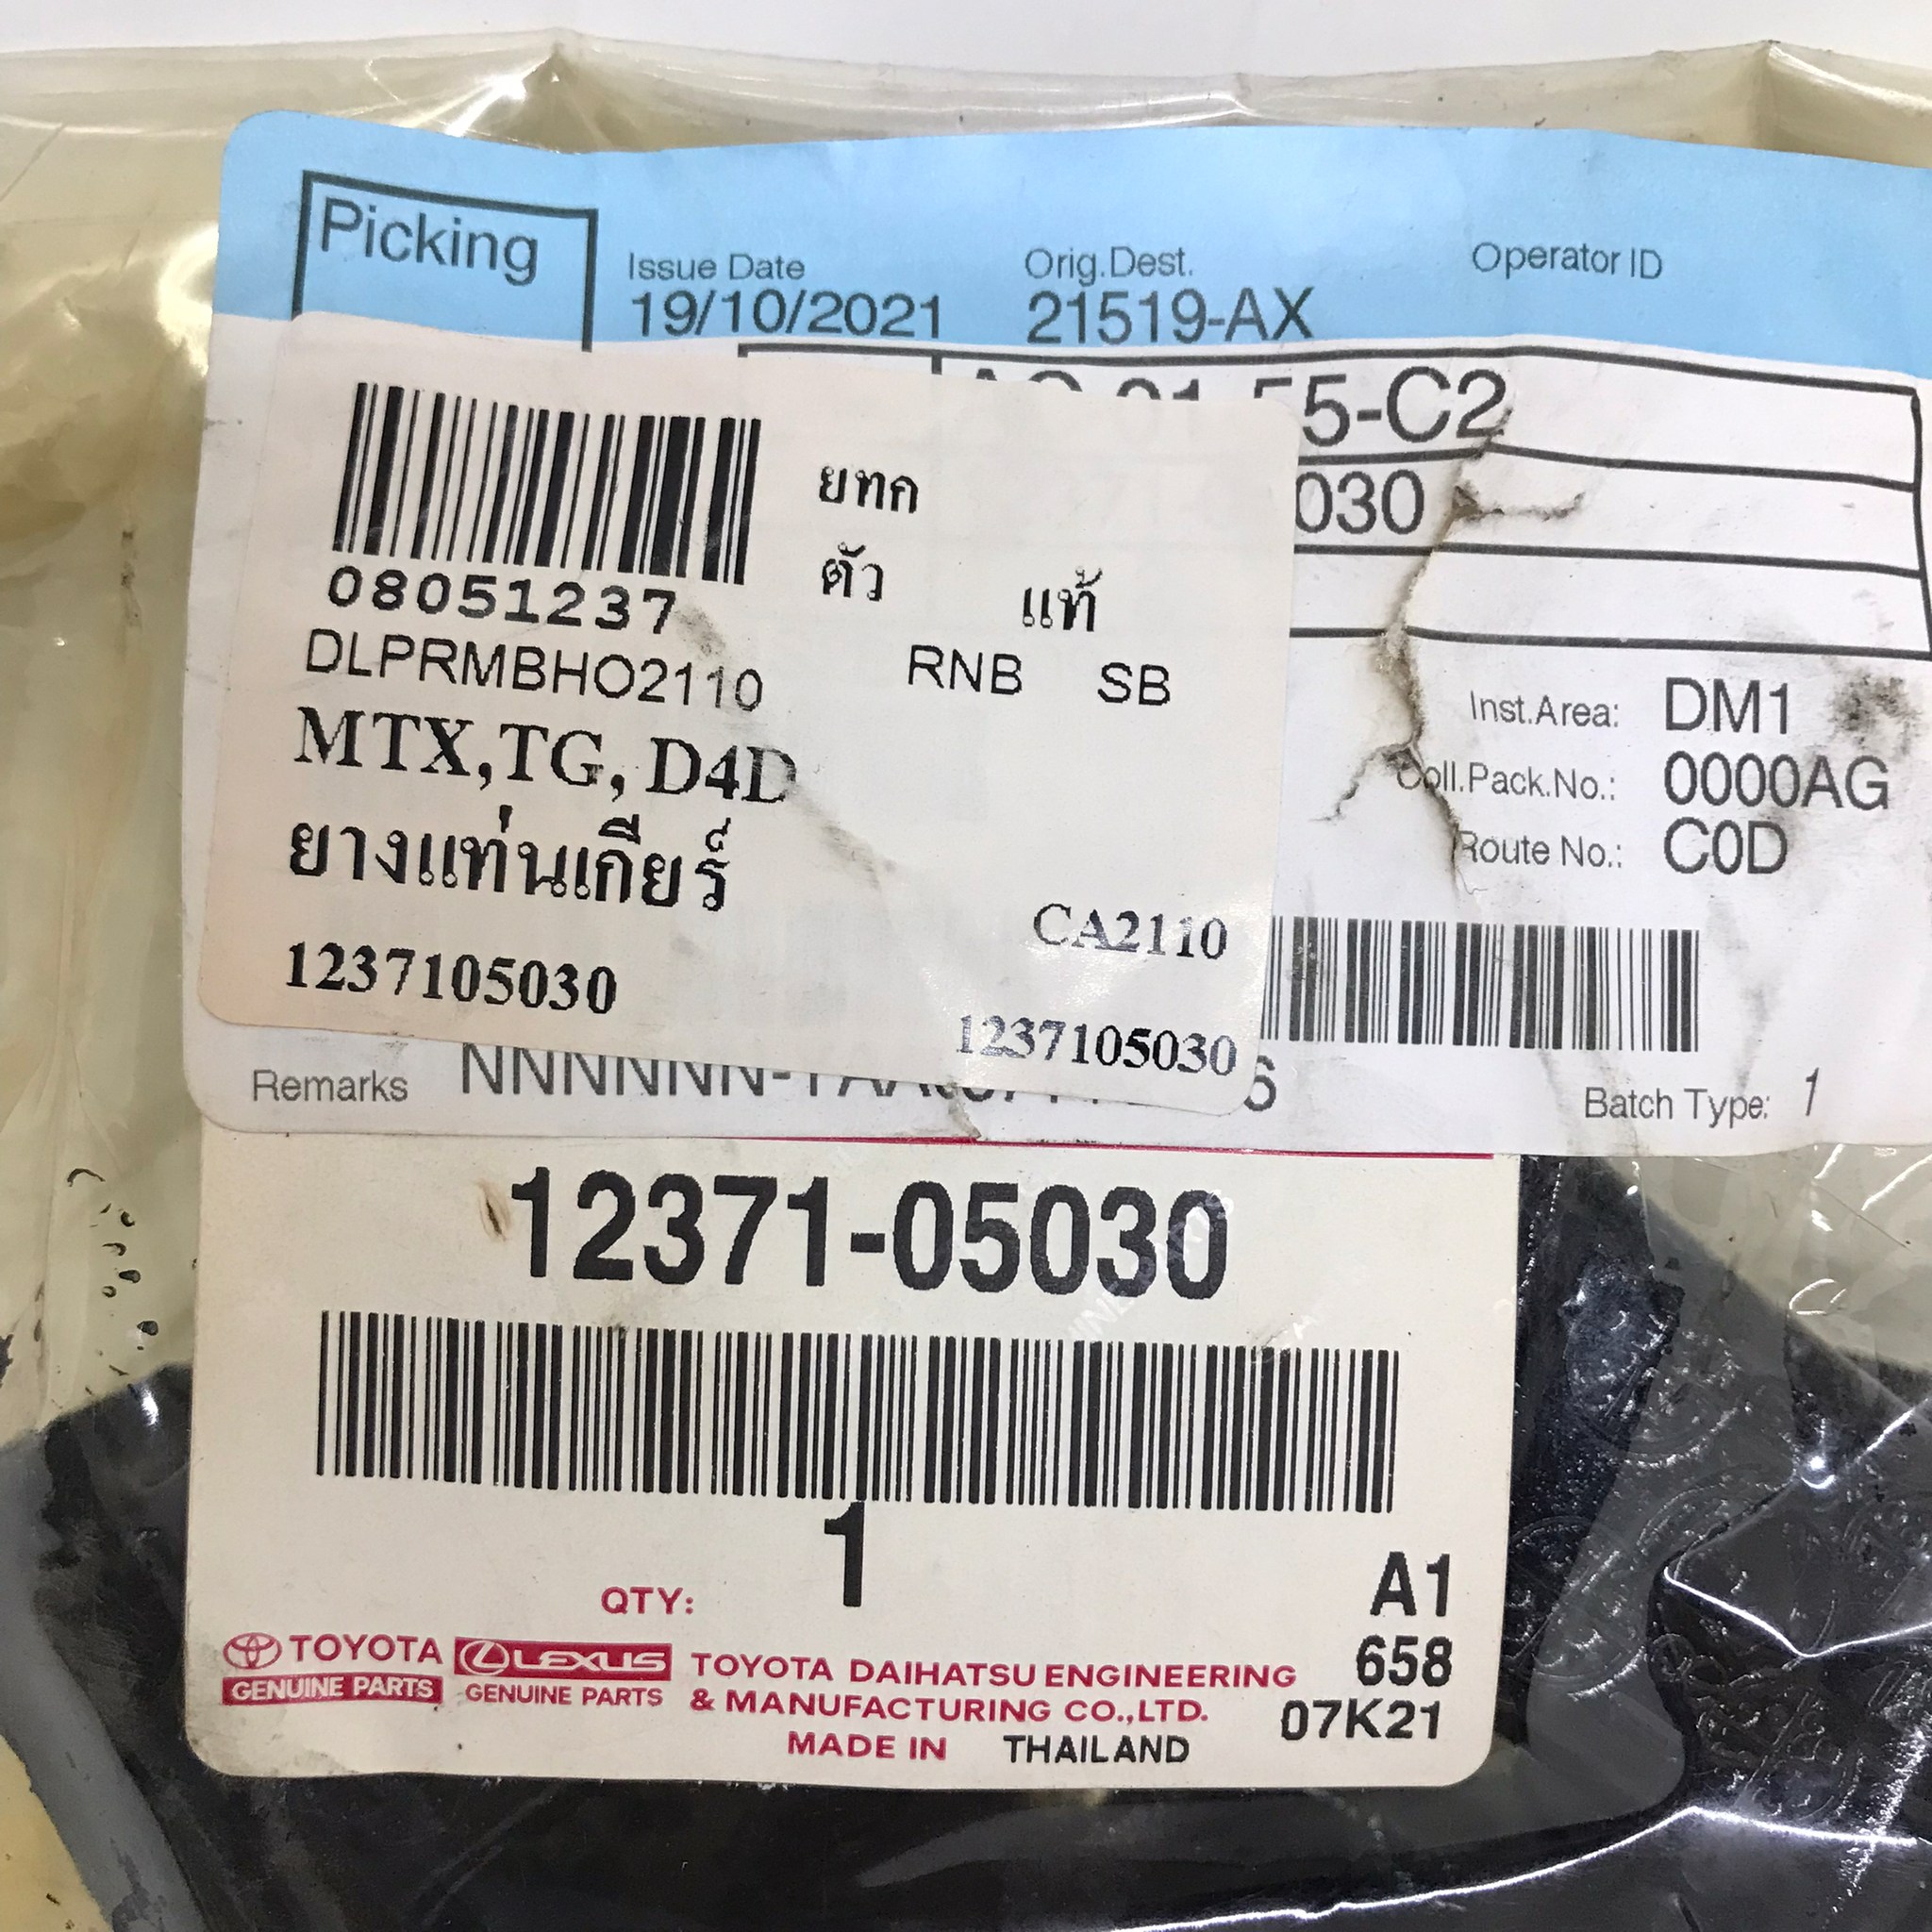 Picking
Issue Date
Orig.Dest.
Operator ID
19/10/2021
21519-AX
5-C2
030
08051237
ยทก
ตัว
แท้
DLPRMBHO2110
RNB
SB
MTX,TG, D4D
ยางแท่นเกียร์
CA2110
1237105030
1237105030
Inst.Area: DM1
Coll.Pack.No.: 0000AG
Route No.: C0D
Remarks
Batch Type: 1
12371-05030
1
QTY:
A1
658
07K21
TOYOTA
GENUINE PARTS
LEXUS
GENUINE PARTS
TOYOTA DAIHATSU ENGINEERING
& MANUFACTURING CO.,LTD.
MADE IN THAILAND